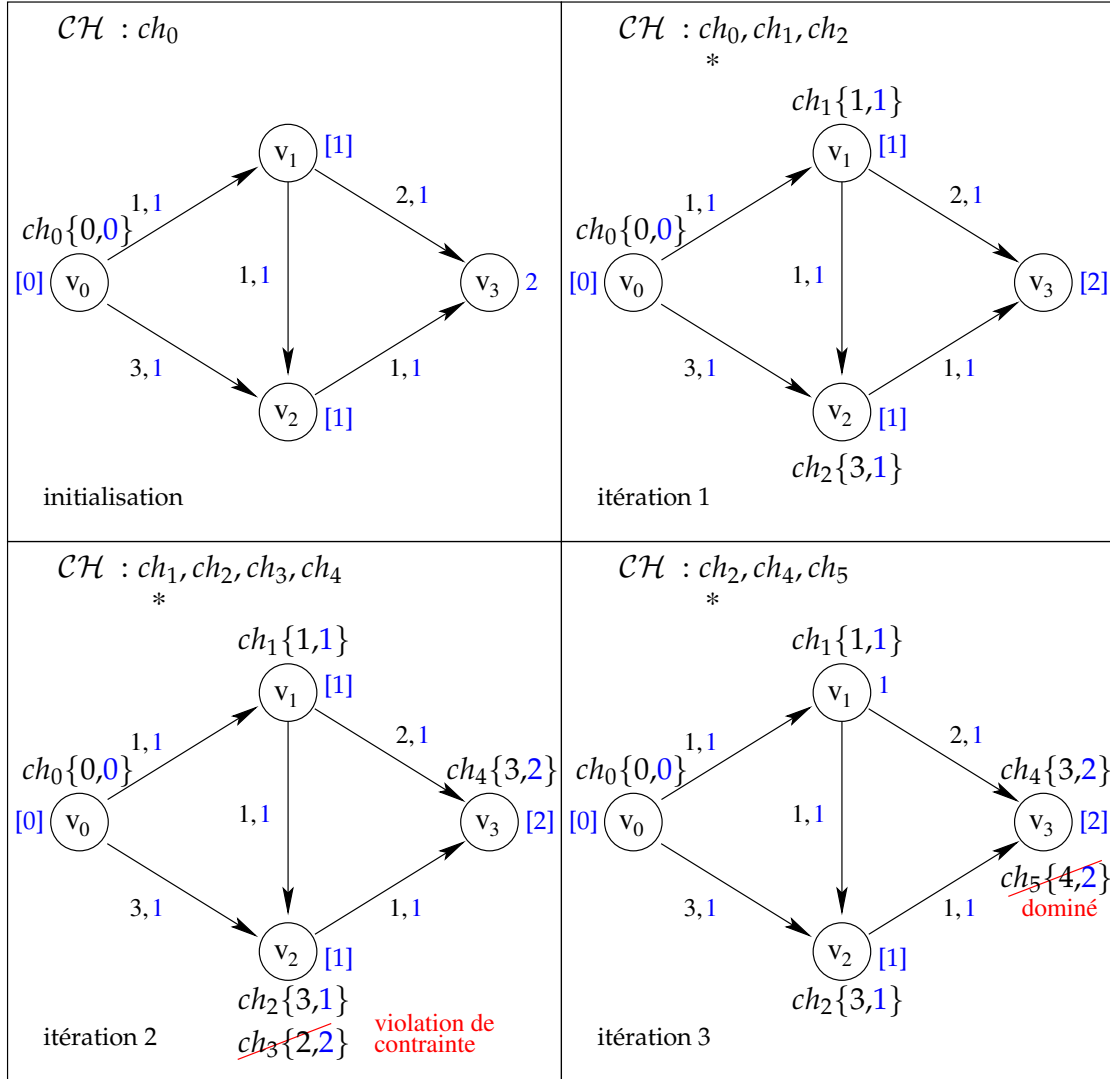 CH : ch₀
v₁ [1]
1,1 2,1
ch₀{0,0}
[0] v₀ 1,1 v₃ 2
3,1 1,1
v₂ [1]
initialisation
CH : ch₀, ch₁, ch₂
*
ch₁{1,1}
v₁ [1]
1,1 2,1
ch₀{0,0}
[0] v₀ 1,1 v₃ [2]
3,1 1,1
v₂ [1]
ch₂{3,1}
itération 1
CH : ch₁, ch₂, ch₃, ch₄
*
ch₁{1,1}
v₁ [1]
1,1 2,1
ch₀{0,0} ch₄{3,2}
[0] v₀ 1,1 v₃ [2]
3,1 1,1
v₂ [1]
ch₂{3,1}
ch₃{2,2}
violation de
contrainte
itération 2
CH : ch₂, ch₄, ch₅
*
ch₁{1,1}
v₁ 1
1,1 2,1
ch₀{0,0} ch₄{3,2}
[0] v₀ 1,1 v₃ [2]
ch₅{4,2}
dominé
3,1 1,1
v₂ [1]
ch₂{3,1}
itération 3